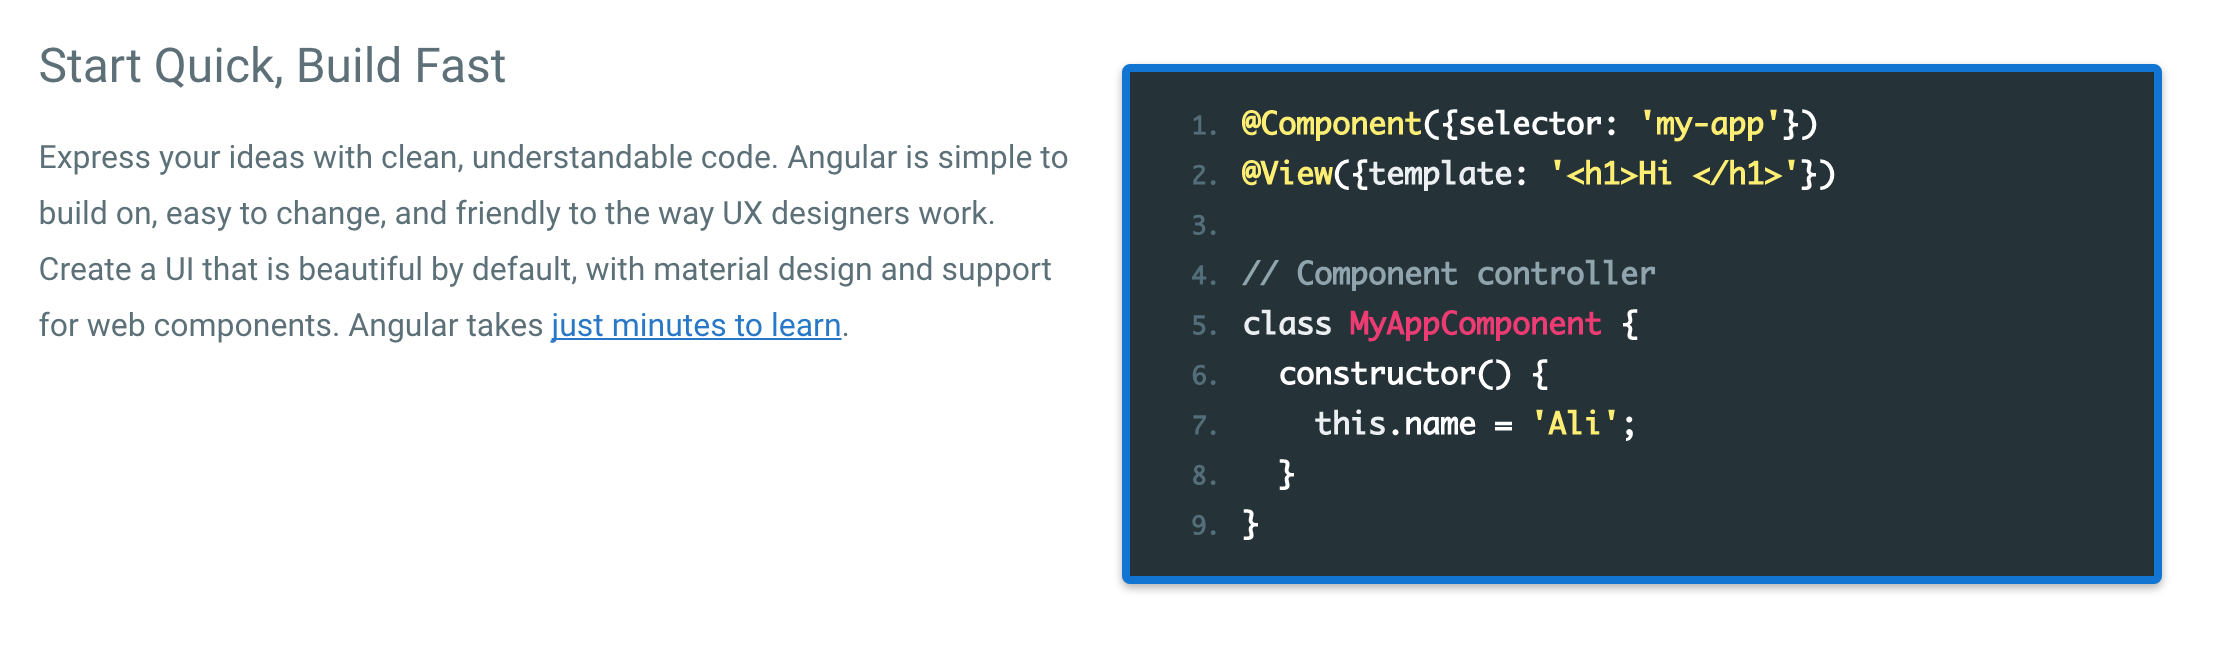 Start Quick, Build Fast
Express your ideas with clean, understandable code. Angular is simple to
build on, easy to change, and friendly to the way UX designers work.
Create a UI that is beautiful by default, with material design and support
for web components. Angular takes just minutes to learn.
1. @Component({selector: 'my-app'})
2. @View({template: '<h1>Hi </h1>'})
3.
4. // Component controller
5. class MyAppComponent {
6.   constructor() {
7.     this.name = 'Ali';
8.   }
9. }